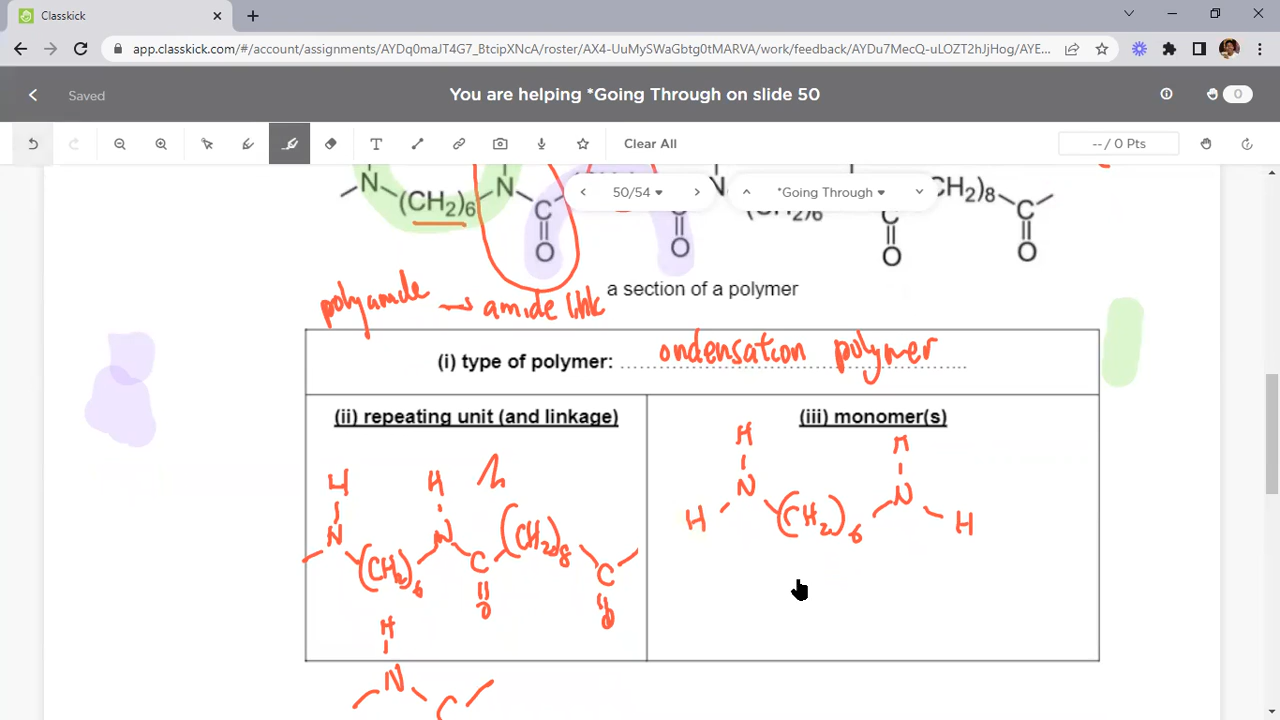 Classkick
app.classkick.com/#/account/assignments/AYDq0maJT4G7_BtcipXNcA/roster/AX4-UuMySWaGbtg0tMARVA/work/feedback/AYDu7MecQ-uLOZT2hJjHog/AYE...
Saved
You are helping *Going Through on slide 50
0
T
Clear All
-- / 0 Pts
50/54
*Going Through
N
(CH2)6
N
C
O
O
N
(CH2)6
C
O
CH2)8
C
O
a section of a polymer
polyamide → amide link
(i) type of polymer: ondensation polymer
(ii) repeating unit (and linkage)
(iii) monomer(s)
H H
N (CH2)6 N C (CH2)8 C
O O
H
N C
H H
H N (CH2)6 N H